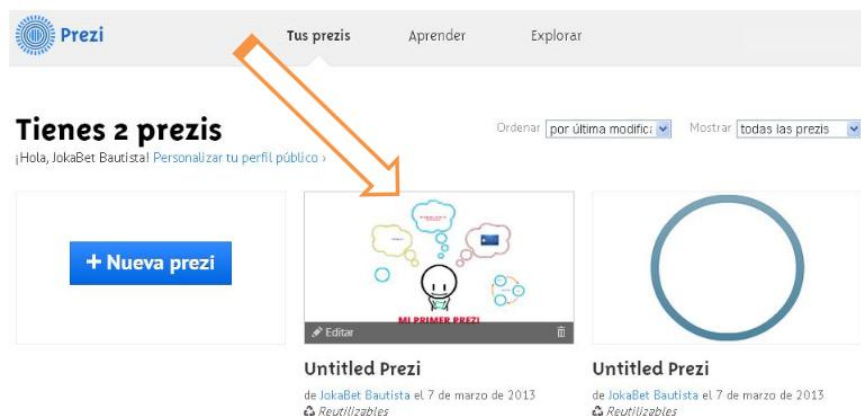 Prezi
Tus prezis Aprender Explorar
Tienes 2 prezis
Ordenar por última modific Mostrar todas las prezis
¡Hola, JokaBet Bautista! Personalizar tu perfil público ›
+ Nueva prezi
MI PRIMER PREZI
Editar
Untitled Prezi Untitled Prezi
de JokaBet Bautista el 7 de marzo de 2013 de JokaBet Bautista el 7 de marzo de 2013
Reutilizables Reutilizables